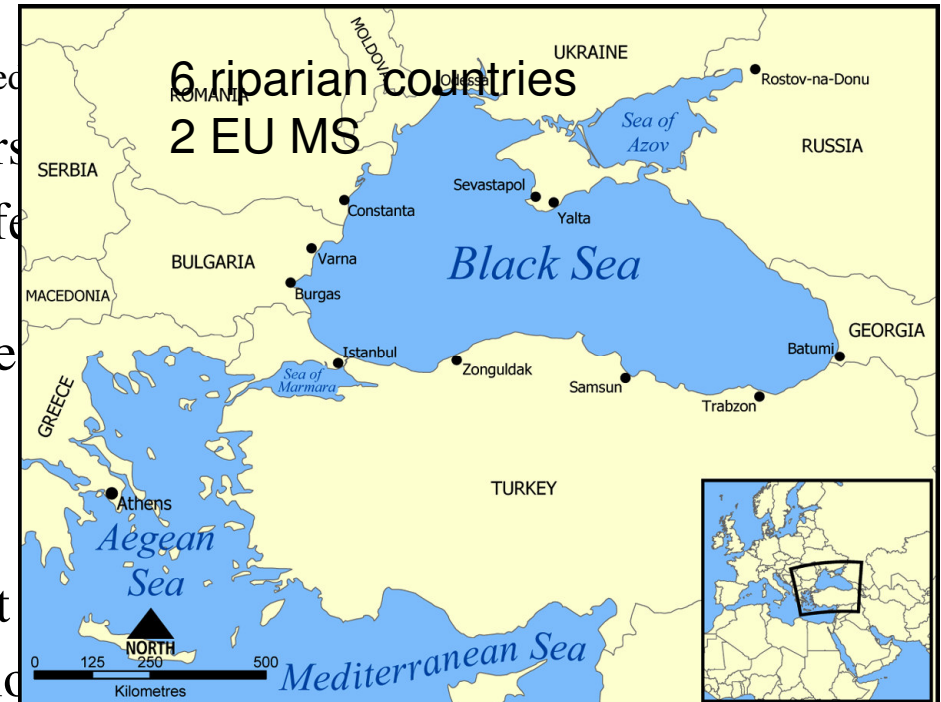 MOLDOVA
UKRAINE
6 riparian countries
Odessa
Rostov-na-Donu
ROMANIA
Sea of
Azov
2 EU MS
RUSSIA
SERBIA
Sevastapol
Constanta
Yalta
Varna
BULGARIA
Black Sea
MACEDONIA
Burgas
GEORGIA
Istanbul
Batumi
Zonguldak
Sea of
Marmara
Samsun
GREECE
Trabzon
TURKEY
Athens
Aegean
Sea
NORTH
Mediterranean Sea
0 125 250 500
Kilometres